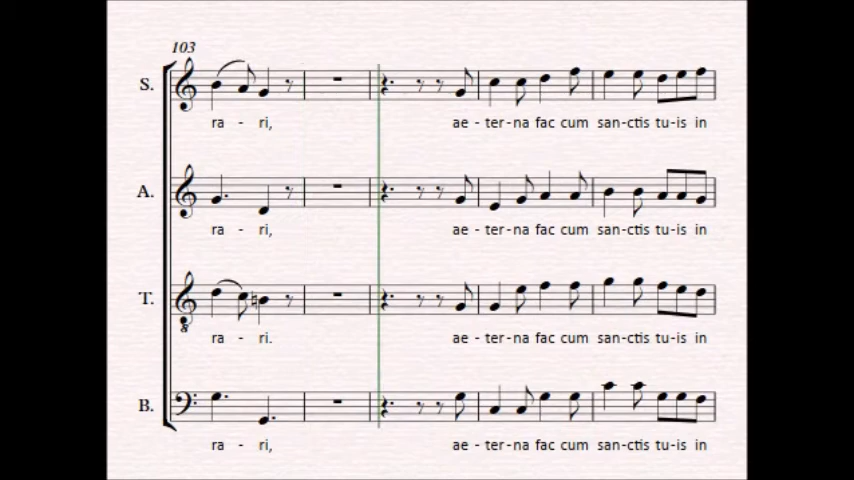 103
S.
ra - ri, ae - ter-na fac cum san-ctis tu-is in
A.
ra - ri, ae - ter-na fac cum san-ctis tu-is in
T.
8
ra - ri. ae - ter-na fac cum san-ctis tu-is in
B.
ra - ri, ae - ter-na fac cum san-ctis tu-is in